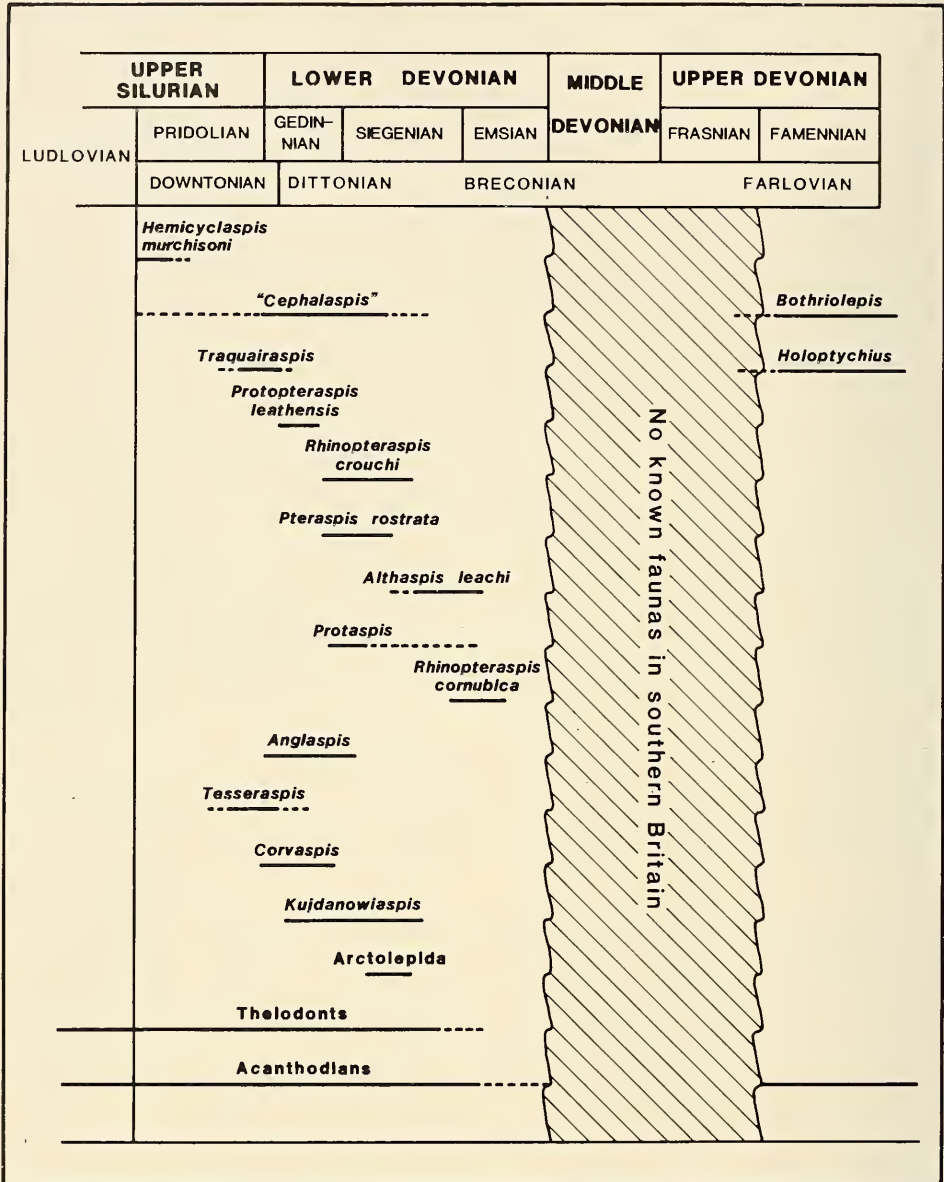 UPPER
SILURIAN
LOWER DEVONIAN
MIDDLE
DEVONIAN
UPPER DEVONIAN
LUDLOVIAN
PRIDOLIAN
GEDIN–
NIAN
SIEGENIAN
EMSIAN
FRASNIAN
FAMENNIAN
DOWNTONIAN
DITTONIAN
BRECONIAN
FARLOVIAN
Hemicyclaspis
murchisoni
"Cephalaspis"
Bothriolepis
Traquairaspis
Holoptychius
Protopteraspis
leathensis
Rhinopteraspis
crouchi
Pteraspis rostrata
Althaspis leachi
Protaspis
Rhinopteraspis
cornubica
Anglaspis
Tesseraspis
Corvaspis
Kujdanowiaspis
Arctolepida
Thelodonts
Acanthodians
No known faunas in southern Britain